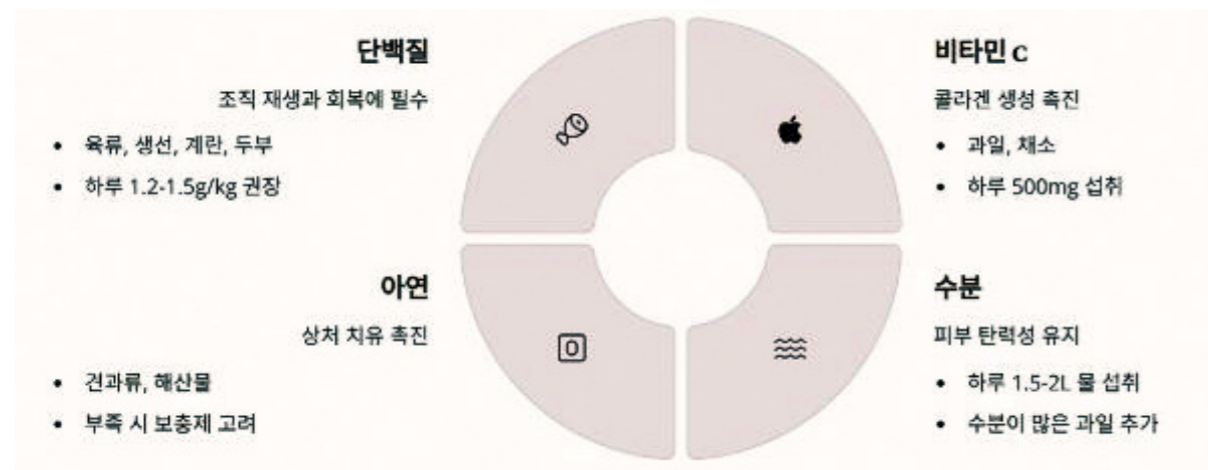 단백질
조직 재생과 회복에 필수
• 육류, 생선, 계란, 두부
• 하루 1.2-1.5g/kg 권장
비타민 C
콜라겐 생성 촉진
• 과일, 채소
• 하루 500mg 섭취
아연
상처 치유 촉진
• 견과류, 해산물
• 부족 시 보충제 고려
수분
피부 탄력성 유지
• 하루 1.5-2L 물 섭취
• 수분이 많은 과일 추가
0